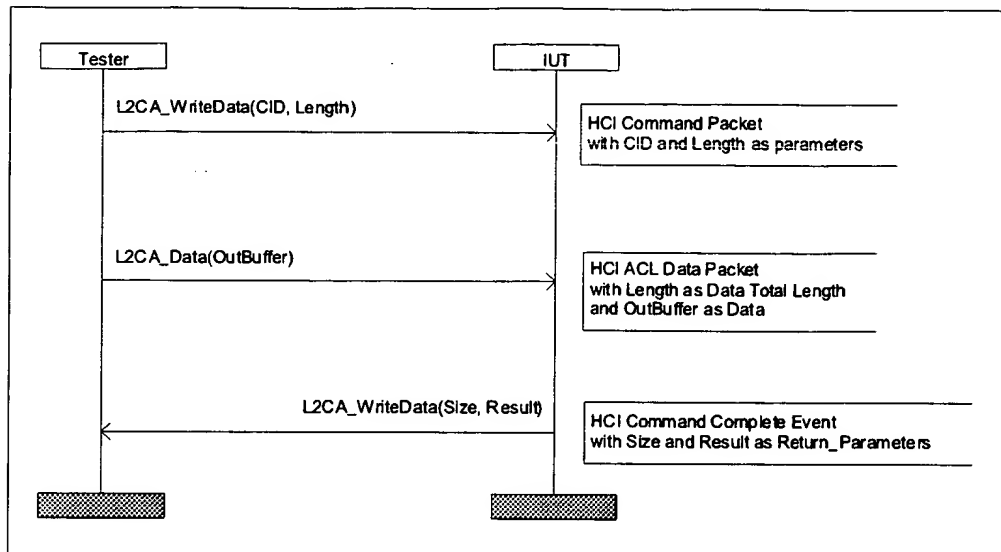 Tester
IUT
L2CA_WriteData(CID, Length)
HCI Command Packet
with CID and Length as parameters
L2CA_Data(OutBuffer)
HCI ACL Data Packet
with Length as Data Total Length
and OutBuffer as Data
L2CA_WriteData(Size, Result)
HCI Command Complete Event
with Size and Result as Return_Parameters